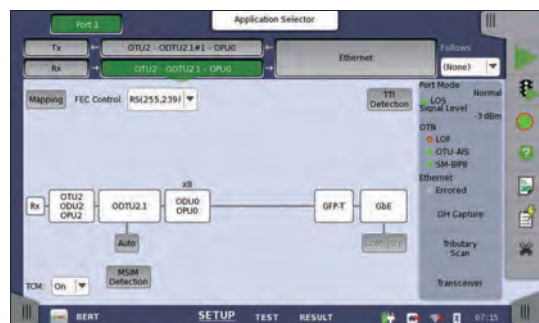 Port 1
Application Selector
Tx
OTU2 - ODTU2.1#1 - OPU0
Ethernet
Follows
Rx
OTU2 - ODTU2.1 - OPU0
(None)
Mapping
FEC Control
RS(255,239)
TTI
Detection
Port Mode
Normal
LOS
Signal Level
-3 dBm
OTN
LOF
OTU-AIS
SM-BIP8
Ethernet
Errored
OH Capture
Tributary
Scan
Transceiver
x8
Rx
OTU2
ODU2
OPU2
ODTU2.1
ODU0
OPU0
GFP-T
GbE
Auto
Configure
MSIM
Detection
TCM:
On
BERT
SETUP
TEST
RESULT
07:15